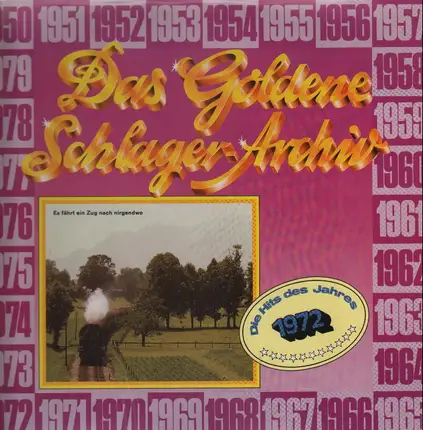 950 1951 1952 1953 1954 1955 1956 1957
1979 1958
1978 1959
1977 1960
1976 1961
1975 1962
1974 1963
1973 1964
1972 1971 1970 1969 1968 1967 1966 1965
Das Goldene
Schlager-Archiv
Es fährt ein Zug nach nirgendwo
Die Hits des Jahres
1972